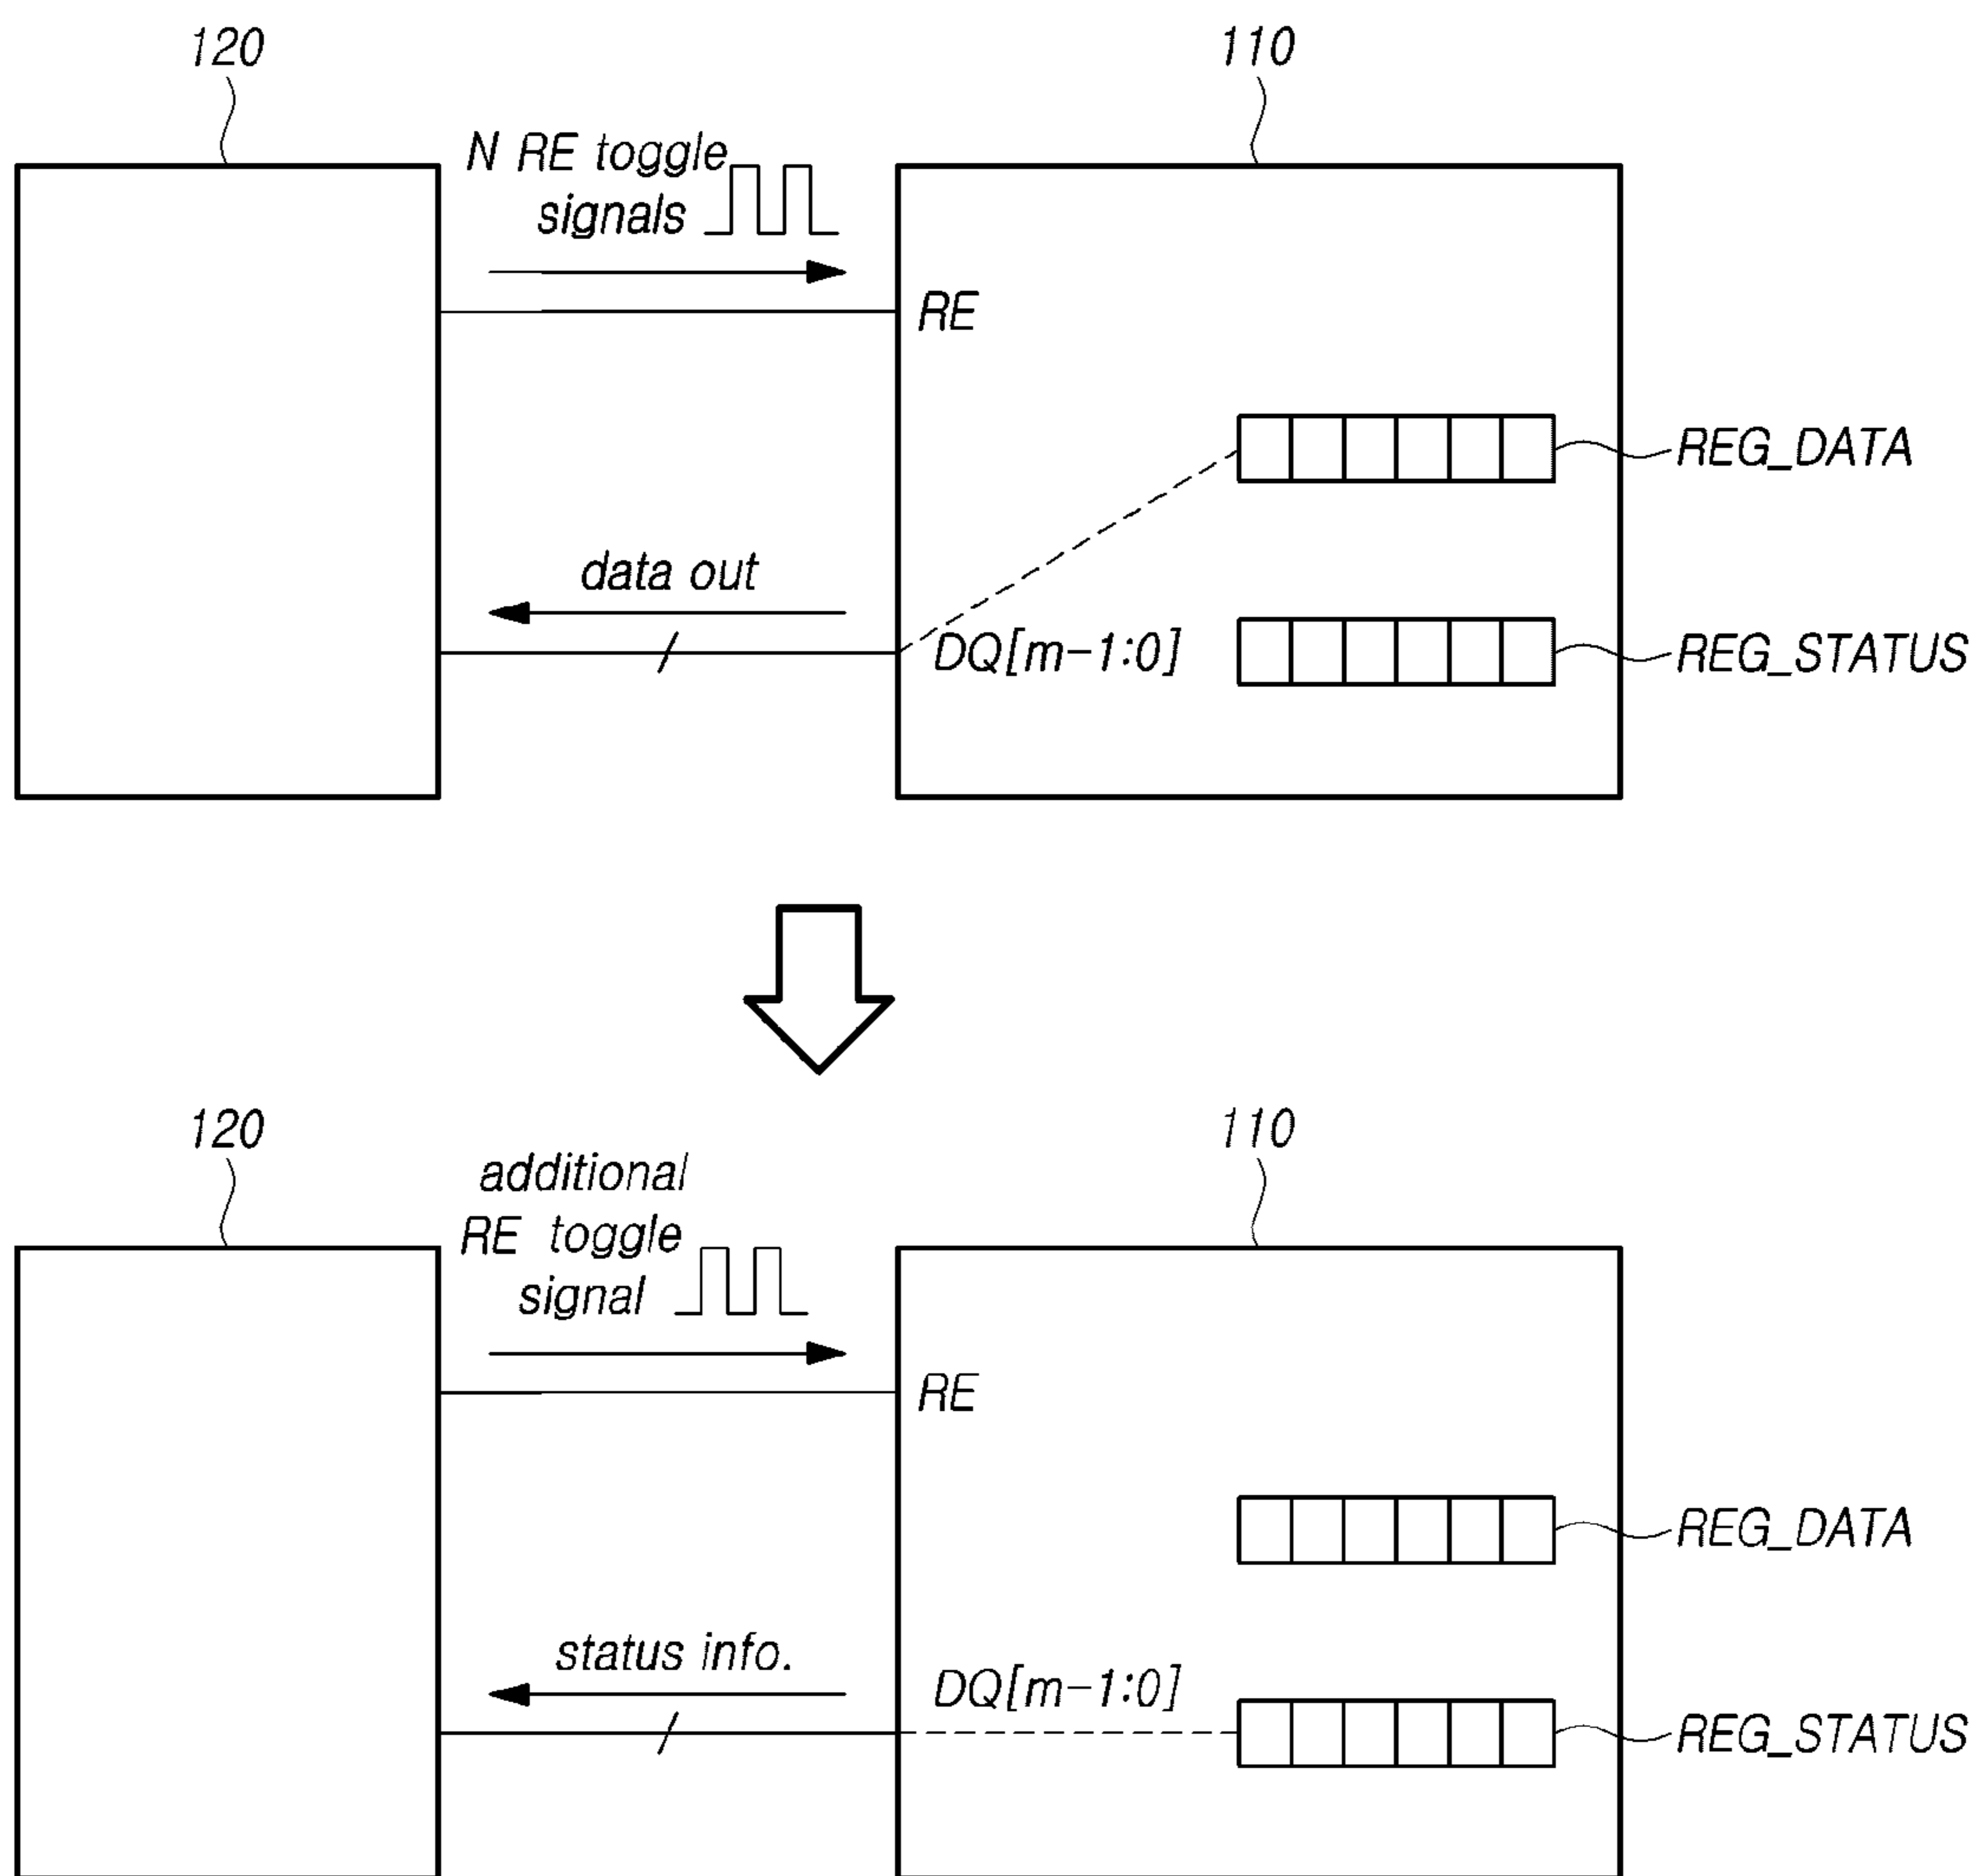 120
110
N RE toggle
signals
RE
REG_DATA
data out
DQ[m-1:0]
REG_STATUS
120
110
additional
RE toggle
signal
RE
REG_DATA
status info.
DQ[m-1:0]
REG_STATUS